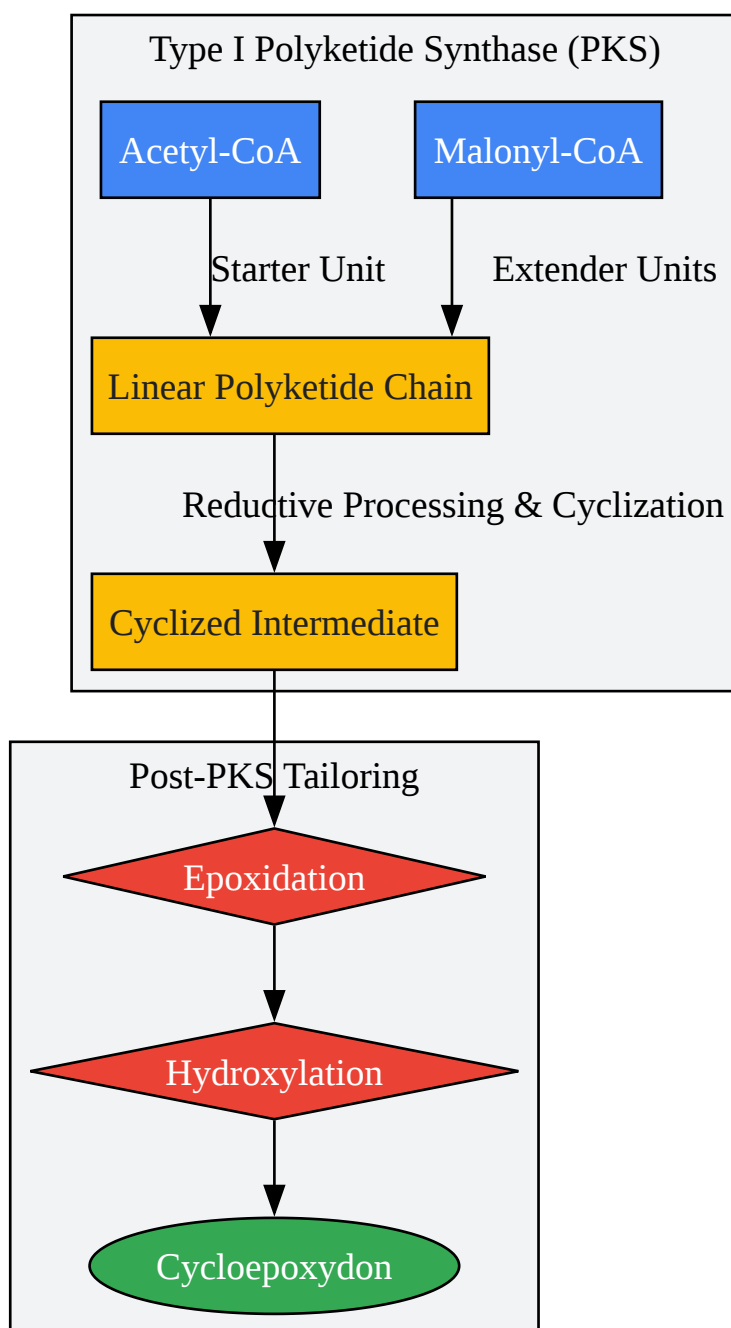 Type I Polyketide Synthase (PKS)
Acetyl-CoA
Malonyl-CoA
Starter Unit
Extender Units
Linear Polyketide Chain
Reductive Processing & Cyclization
Cyclized Intermediate
Post-PKS Tailoring
Epoxidation
Hydroxylation
Cycloepoxydon